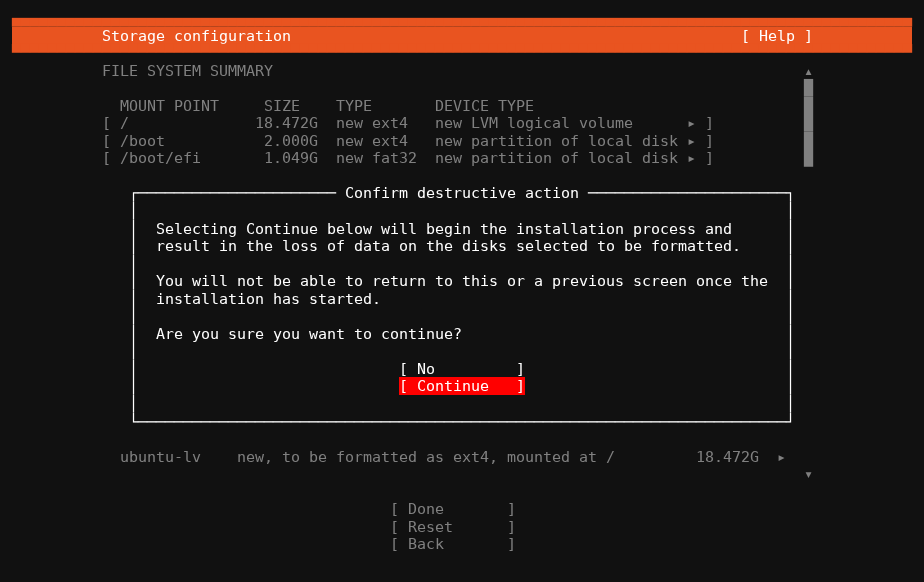 Storage configuration [ Help ]
FILE SYSTEM SUMMARY ▴
MOUNT POINT SIZE TYPE DEVICE TYPE
[ / 18.472G new ext4 new LVM logical volume ▸ ]
[ /boot 2.000G new ext4 new partition of local disk ▸ ]
[ /boot/efi 1.049G new fat32 new partition of local disk ▸ ]
Confirm destructive action
Selecting Continue below will begin the installation process and
result in the loss of data on the disks selected to be formatted.
You will not be able to return to this or a previous screen once the
installation has started.
Are you sure you want to continue?
[ No ]
[ Continue ]
ubuntu-lv new, to be formatted as ext4, mounted at / 18.472G ▸
▾
[ Done ]
[ Reset ]
[ Back ]